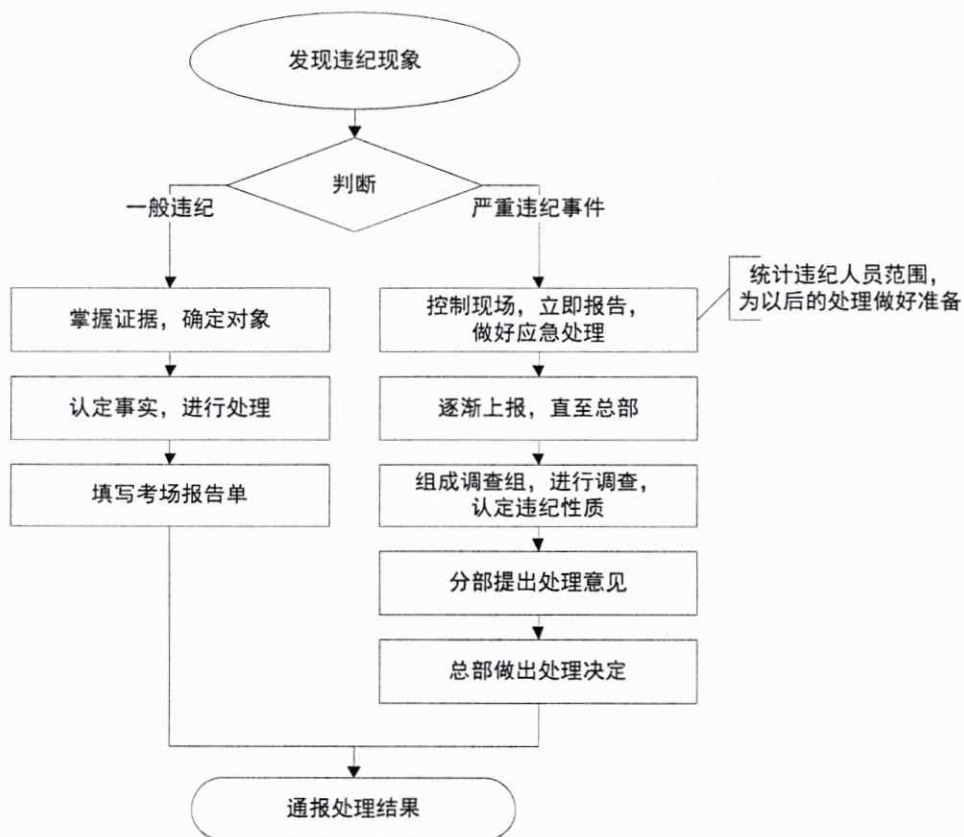 发现违纪现象
判断
一般违纪
严重违纪事件
统计违纪人员范围，
为以后的处理做好准备
掌握证据，确定对象
控制现场，立即报告，
做好应急处理
认定事实，进行处理
逐渐上报，直至总部
填写考场报告单
组成调查组，进行调查，
认定违纪性质
分部提出处理意见
总部做出处理决定
通报处理结果